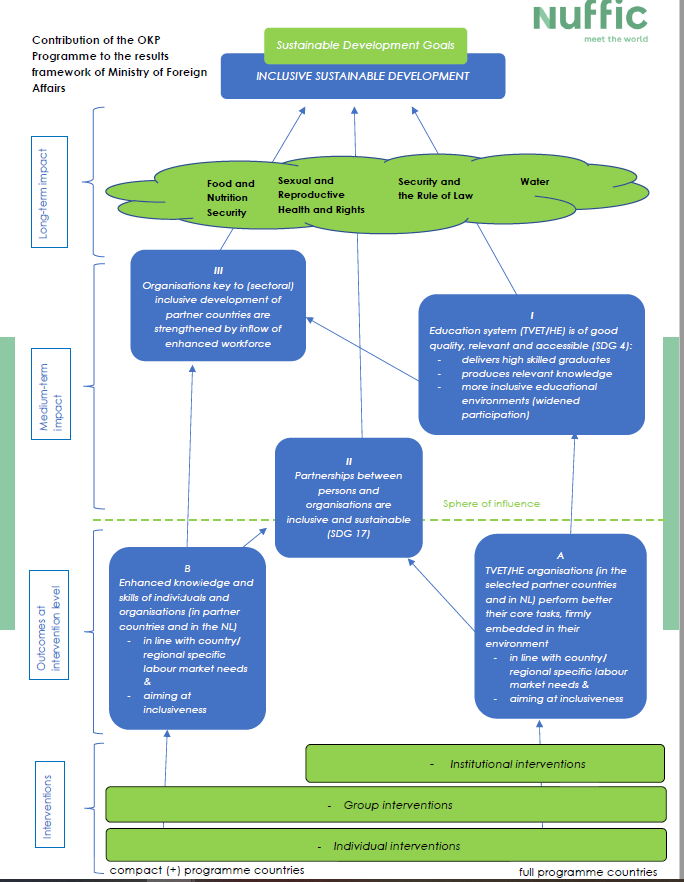 nuffic
meet the world
Contribution of the OKP
Programme to the results
framework of Ministry of Foreign
Affairs
Sustainable Development Goals
INCLUSIVE SUSTAINABLE DEVELOPMENT
Long-term impact
Food and
Nutrition
Security
Sexual and
Reproductive
Health and Rights
Security and
the Rule of Law
Water
Medium-term
impact
III
Organisations key to (sectoral)
inclusive development of
partner countries are
strengthened by inflow of
enhanced workforce
I
Education system (TVET/HE) is of good
quality, relevant and accessible (SDG 4):
- delivers high skilled graduates
- produces relevant knowledge
- more inclusive educational
environments (widened
participation)
II
Partnerships between
persons and
organisations are
inclusive and sustainable
(SDG 17)
Sphere of influence
Outcomes at
intervention level
B
Enhanced knowledge and
skills of individuals and
organisations (in partner
countries and in the NL)
- in line with country/
regional specific
labour market needs
&
- aiming at
inclusiveness
A
TVET/HE organisations (in the
selected partner countries
and in NL) perform better
their core tasks, firmly
embedded in their
environment
- in line with country/
regional specific labour
market needs &
- aiming at inclusiveness
Interventions
- Institutional interventions
- Group interventions
- Individual interventions
compact (+) programme countries
full programme countries